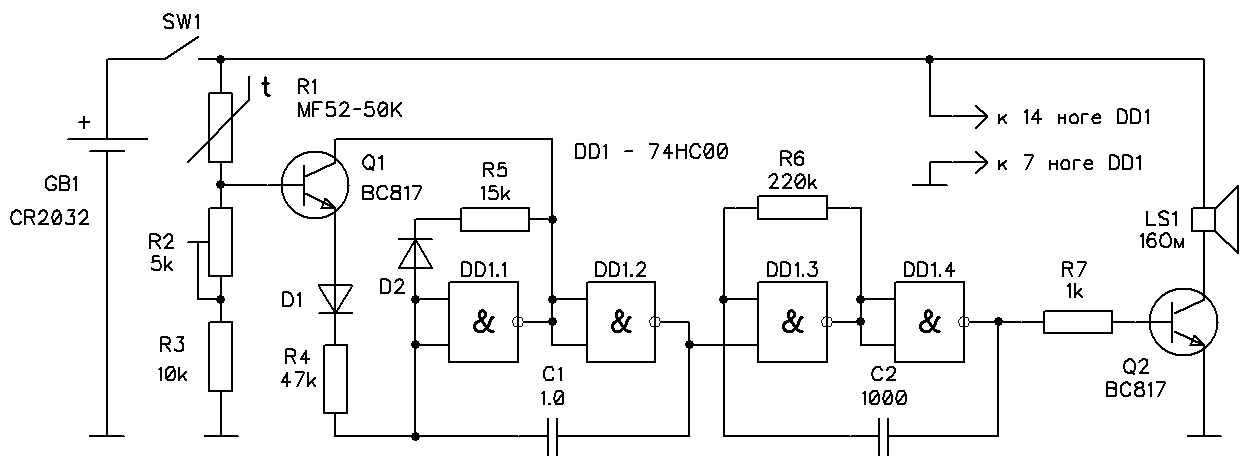 SW1
+
GB1
CR2032
t
R1
MF52-50K
Q1
BC817
R2
5k
R3
10k
D1
R4
47k
D2
R5
15k
DD1 - 74HC00
DD1.1
&
DD1.2
&
C1
1.0
R6
220k
DD1.3
&
DD1.4
&
C2
1000
к 14 ноге DD1
к 7 ноге DD1
R7
1k
LS1
16Ом
Q2
BC817